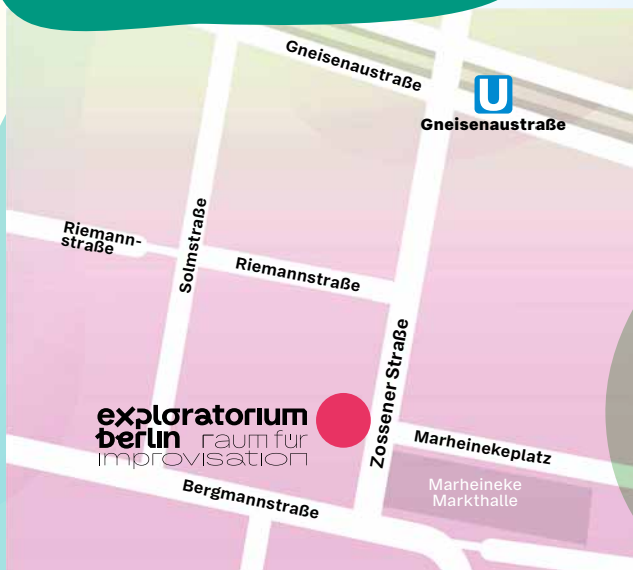 Gneisenaustraße
U
Gneisenaustraße
Riemann-
straße
Solmstraße
Riemannstraße
Zossener Straße
exploratorium
berlin raum für
improvisation
Marheinekeplatz
Marheineke
Markthalle
Bergmannstraße